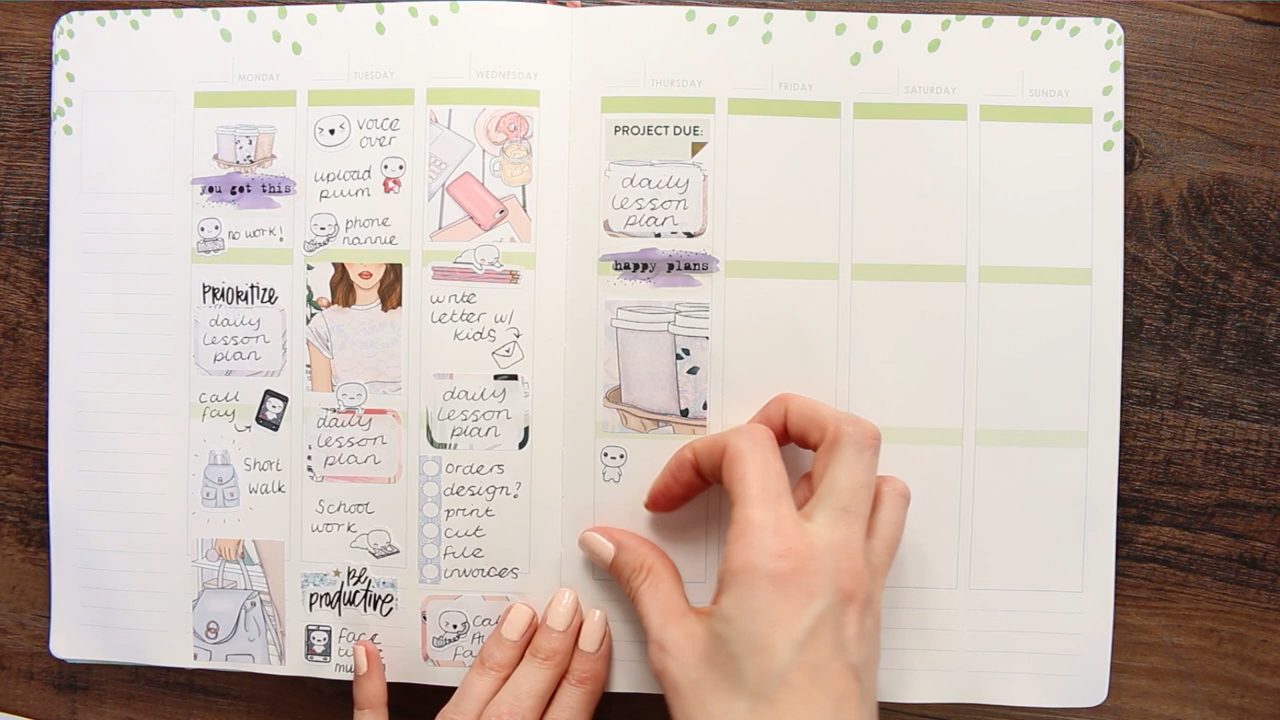 MONDAY
TUESDAY
WEDNESDAY
THURSDAY
FRIDAY
SATURDAY
SUNDAY
you got this
no work!
PRIORITIZE
daily
lesson
plan
call
fay
Short
walk
voice
over
upload
plum
phone
nannie
daily
lesson
plan
School
work
Be
productive
face
write
letter w/
kids
daily
lesson
plan
orders
design?
print
cut
file
invoices
PROJECT DUE:
daily
lesson
plan
happy plans